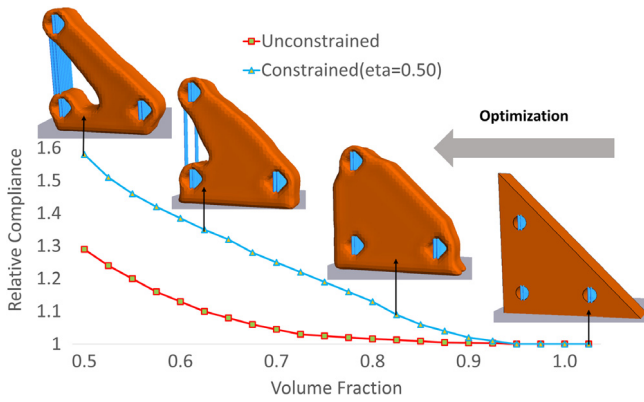 Unconstrained
Constrained(eta=0.50)
Optimization
Relative Compliance
1.6
1.5
1.4
1.3
1.2
1.1
1
0.5
0.6
0.7
0.8
0.9
1.0
Volume Fraction